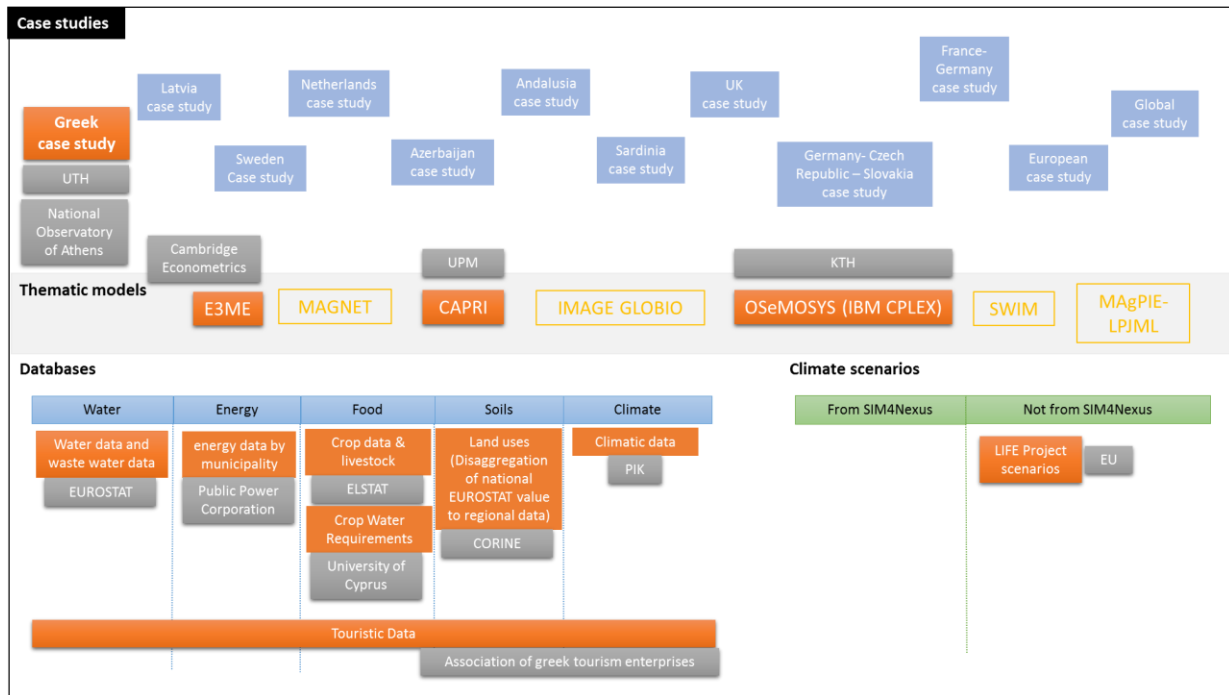 Case studies
Latvia
case study
Netherlands
case study
Andalusia
case study
UK
case study
France-
Germany
case study
Global
case study
Greek
case study
UTH
National
Observatory
of Athens
Sweden
Case study
Azerbaijan
case study
Sardinia
case study
Germany- Czech
Republic – Slovakia
case study
European
case study
Cambridge
Econometrics
UPM
KTH
Thematic models
E3ME
MAGNET
CAPRI
IMAGE GLOBIO
OSeMOSYS (IBM CPLEX)
SWIM
MAgPIE-
LPJML
Databases
Water
Energy
Food
Soils
Climate
Water data and
waste water data
EUROSTAT
energy data by
municipality
Public Power
Corporation
Crop data &
livestock
ELSTAT
Crop Water
Requirements
University of
Cyprus
Land uses
(Disaggregation
of national
EUROSTAT value
to regional data)
CORINE
Climatic data
PIK
Touristic Data
Association of greek tourism enterprises
Climate scenarios
From SIM4Nexus
Not from SIM4Nexus
LIFE Project
scenarios
EU